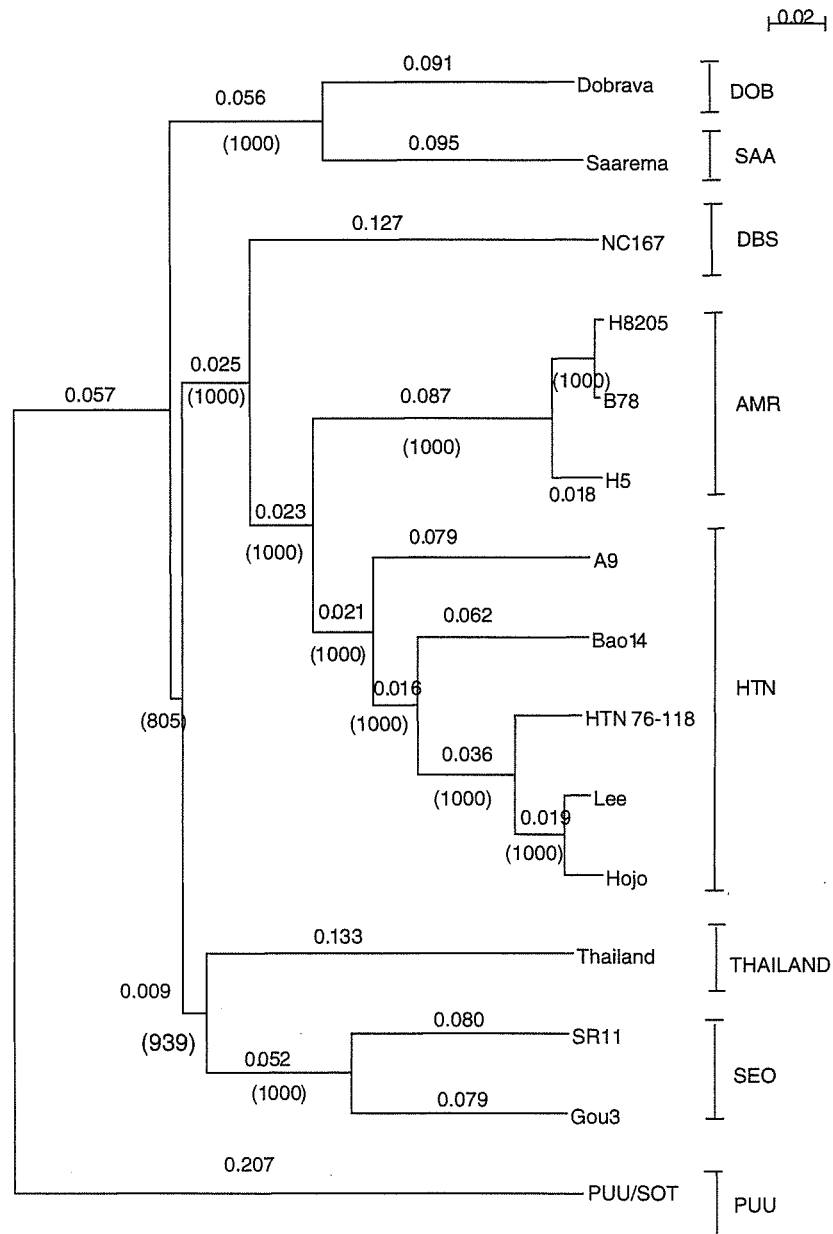 0.02
0.091
Dobrava
DOB
0.056
(1000)
0.095
Saarema
SAA
0.127
NC167
DBS
H8205
0.025
(1000)
(1000)
0.057
0.087
B78
AMR
(1000)
H5
0.018
0.023
(1000)
0.079
A9
0.021
0.062
(1000)
Bao14
0.016
HTN
(805)
(1000)
HTN 76-118
0.036
(1000)
Lee
0.019
(1000)
Hojo
0.133
Thailand
THAILAND
0.009
0.080
SR11
(939)
0.052
SEO
(1000)
0.079
Gou3
0.207
PUU/SOT
PUU